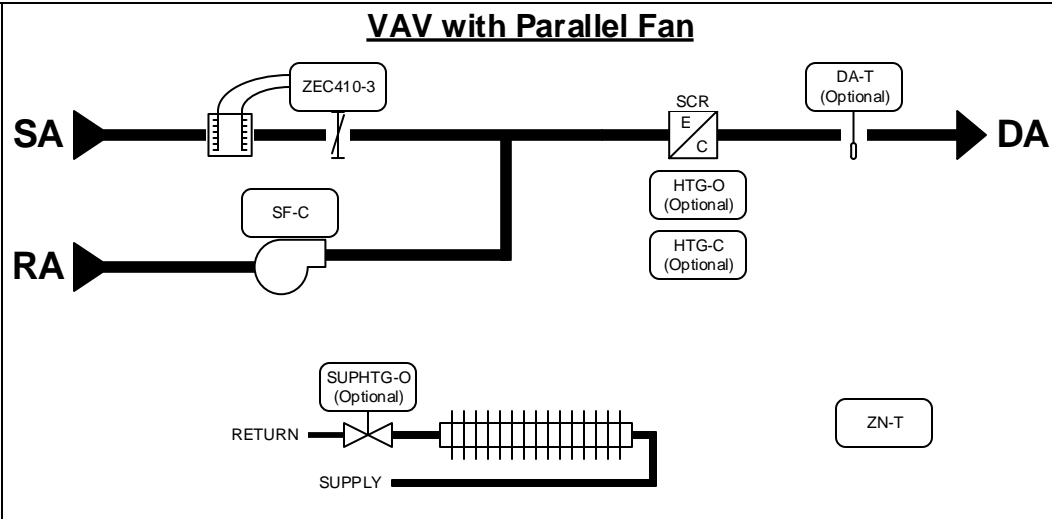 VAV with Parallel Fan
ZEC410-3
DA-T
(Optional)
SCR
E
C
SA
DA
HTG-O
(Optional)
SF-C
HTG-C
(Optional)
RA
SUPHTG-O
(Optional)
ZN-T
RETURN
SUPPLY